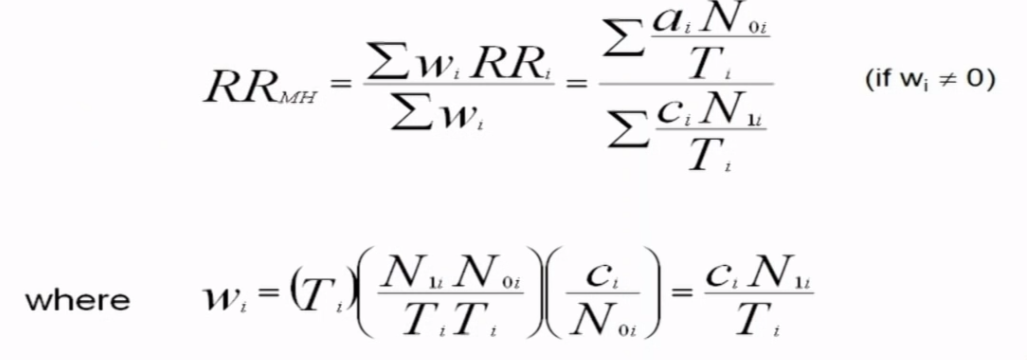 RR_MH = Σw_i RR_i / Σw_i = Σ(a_i N_0i / T_i) / Σ(c_i N_1i / T_i) (if w_i ≠ 0)
where w_i = (T_i)(N_1i N_0i / T_i T_i)(c_i / N_0i) = c_i N_1i / T_i